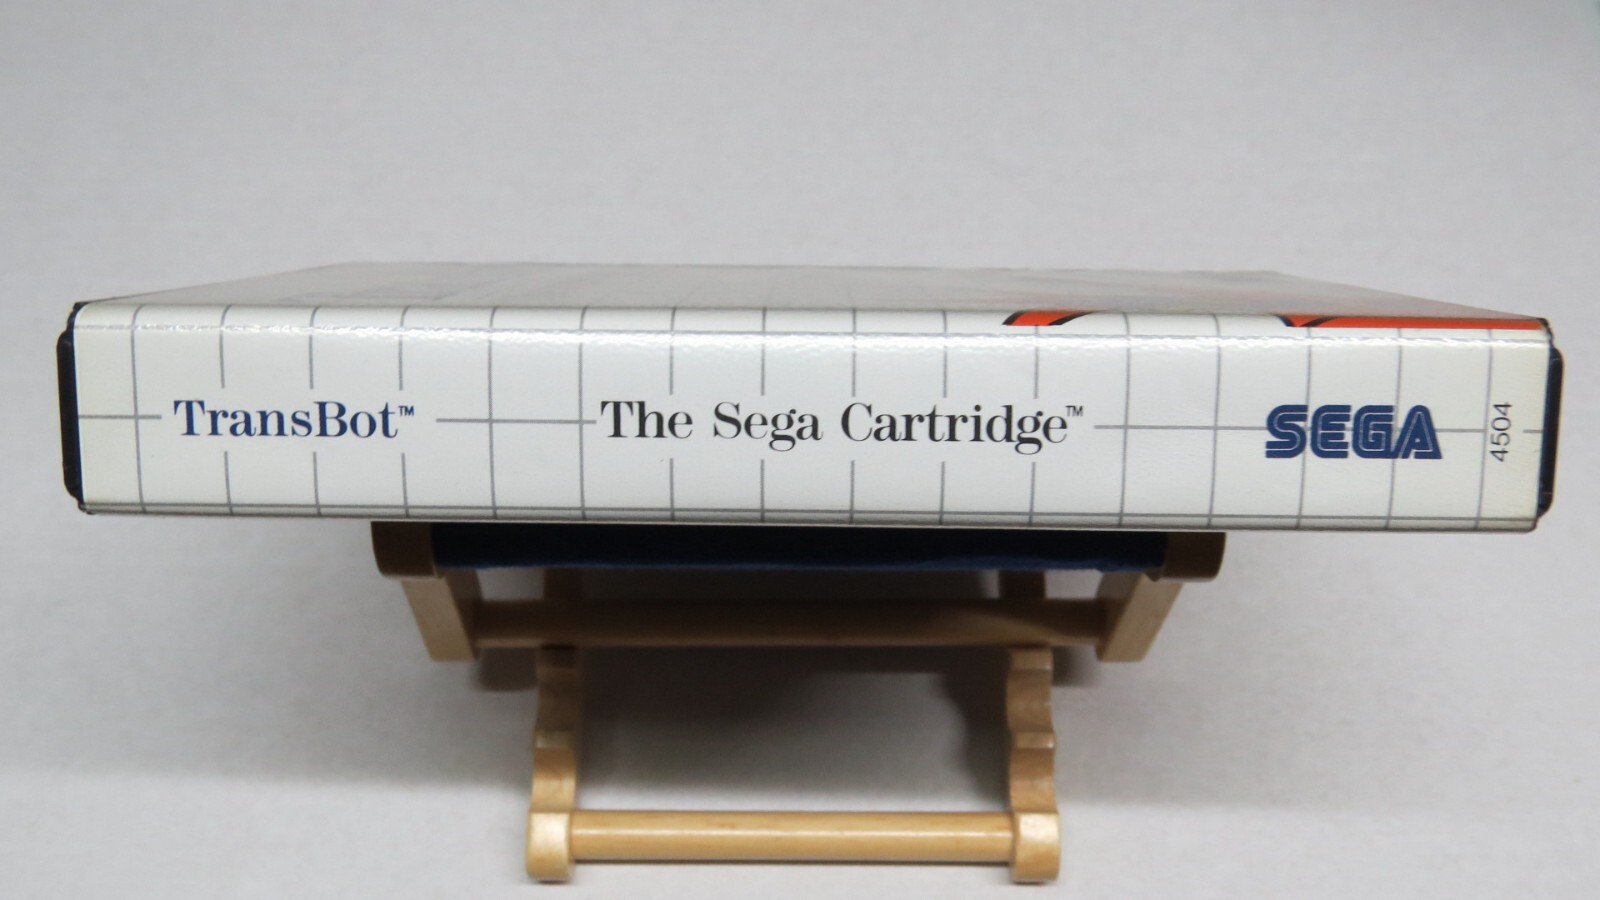 TransBot™ The Sega Cartridge™ SEGA
4504